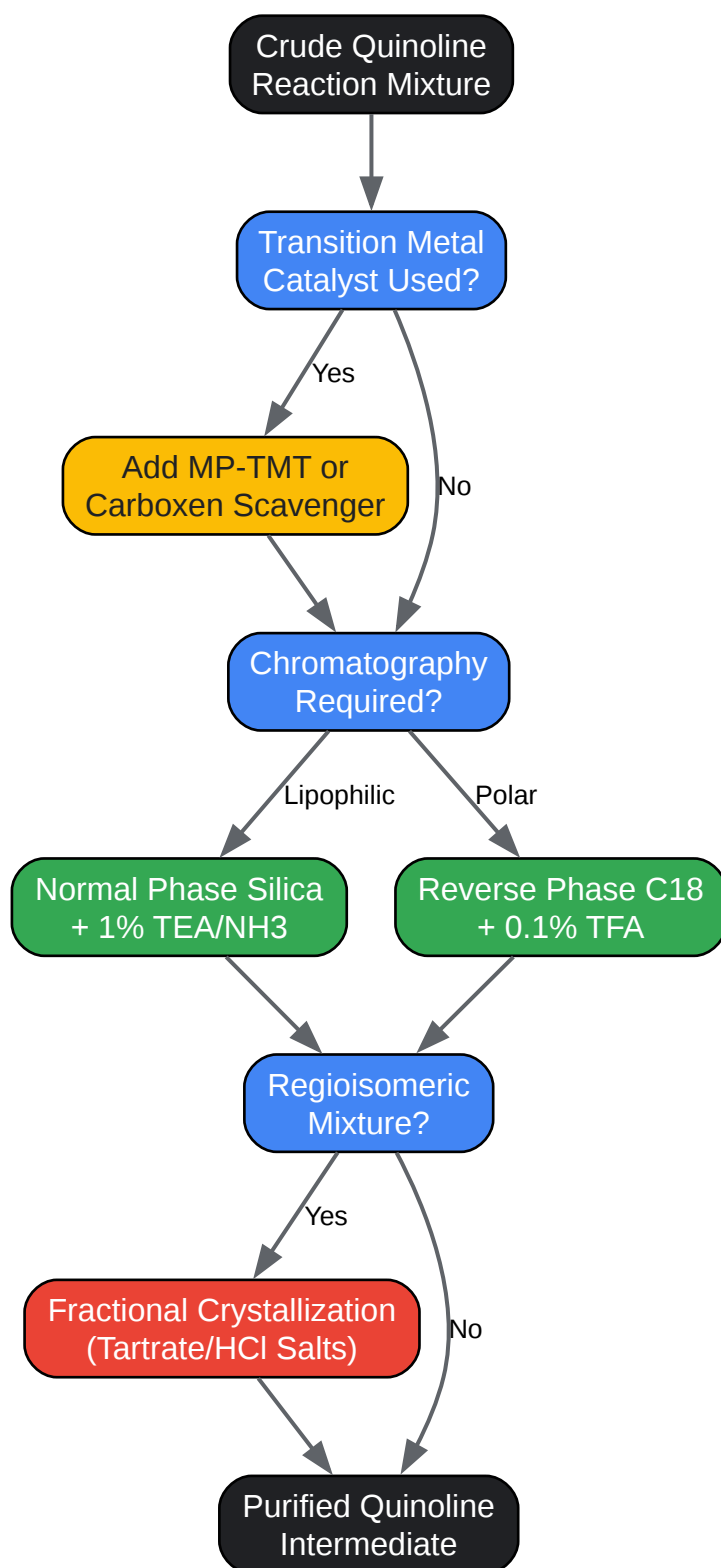 Crude Quinoline
Reaction Mixture
Transition Metal
Catalyst Used?
Yes
Add MP-TMT or
Carboxen Scavenger
No
Chromatography
Required?
Lipophilic
Polar
Normal Phase Silica
+ 1% TEA/NH3
Reverse Phase C18
+ 0.1% TFA
Regioisomeric
Mixture?
Yes
Fractional Crystallization
(Tartrate/HCl Salts)
No
Purified Quinoline
Intermediate